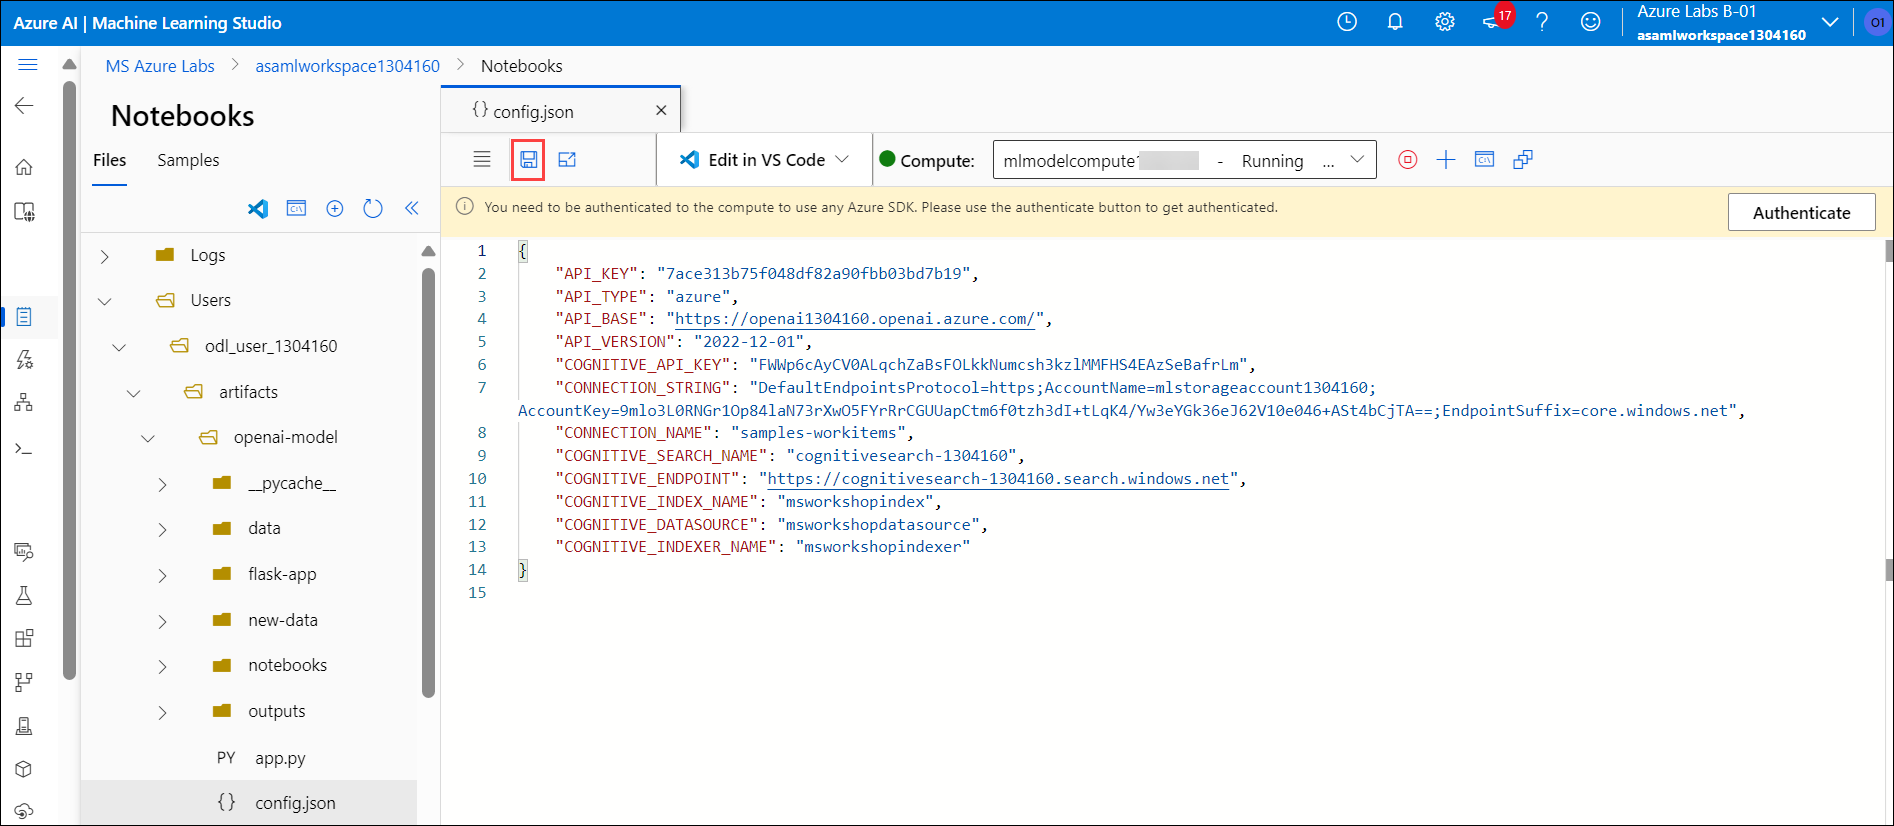 Azure AI | Machine Learning Studio
17
Azure Labs B-01
asamlworkspace1304160
O1
MS Azure Labs > asamlworkspace1304160 > Notebooks
Notebooks
Files
Samples
Logs
Users
odl_user_1304160
artifacts
openai-model
__pycache__
data
flask-app
new-data
notebooks
outputs
PY app.py
{} config.json
{} config.json
Edit in VS Code
Compute:
mlmodelcompute - Running ...
You need to be authenticated to the compute to use any Azure SDK. Please use the authenticate button to get authenticated.
Authenticate
1 {
2 "API_KEY": "7ace313b75f048df82a90fbb03bd7b19",
3 "API_TYPE": "azure",
4 "API_BASE": "https://openai1304160.openai.azure.com/",
5 "API_VERSION": "2022-12-01",
6 "COGNITIVE_API_KEY": "FWWp6cAyCV0ALqchZaBsFOLkkNumcsh3kzlMMFHS4EAzSeBafrLm",
7 "CONNECTION_STRING": "DefaultEndpointsProtocol=https;AccountName=mlstorageaccount1304160;
AccountKey=9mlo3L0RNGr1Op84laN73rXwO5FYrRrCGUUapCtm6f0tzh3dI+tLqK4/Yw3eYGk36eJ62V10e046+ASt4bCjTA==;EndpointSuffix=core.windows.net",
8 "CONNECTION_NAME": "samples-workitems",
9 "COGNITIVE_SEARCH_NAME": "cognitivesearch-1304160",
10 "COGNITIVE_ENDPOINT": "https://cognitivesearch-1304160.search.windows.net",
11 "COGNITIVE_INDEX_NAME": "msworkshopindex",
12 "COGNITIVE_DATASOURCE": "msworkshopdatasource",
13 "COGNITIVE_INDEXER_NAME": "msworkshopindexer"
14 }
15